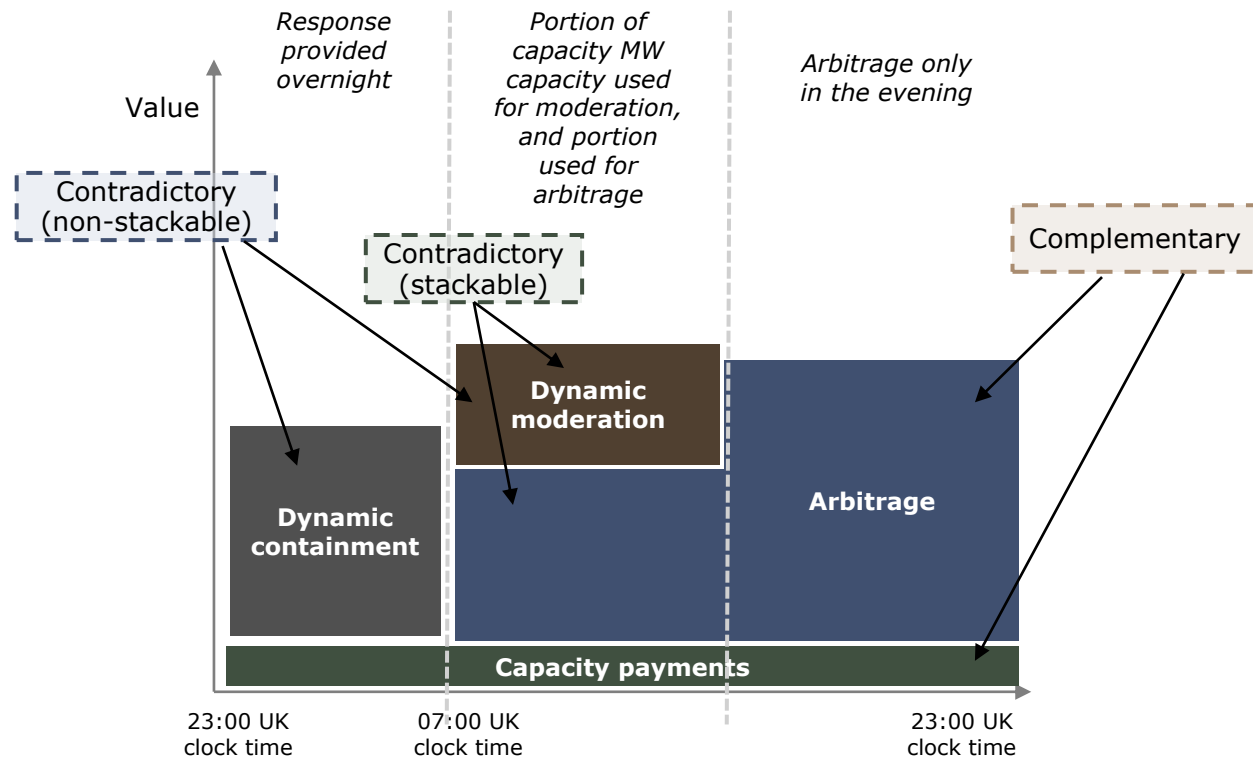 Response
provided
overnight
Portion of
capacity MW
capacity used
for moderation,
and portion
used for
arbitrage
Arbitrage only
in the evening
Value
Contradictory
(non-stackable)
Contradictory
(stackable)
Complementary
Dynamic
moderation
Dynamic
containment
Arbitrage
Capacity payments
23:00 UK
clock time
07:00 UK
clock time
23:00 UK
clock time